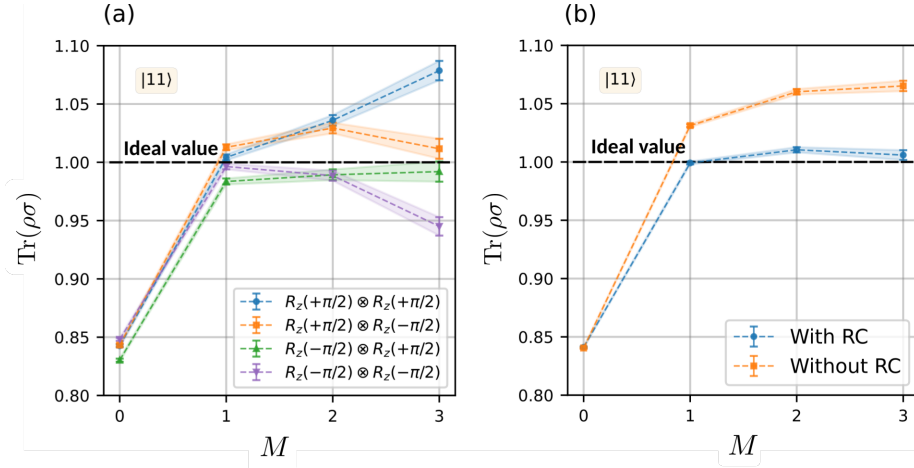 (a)
1.10
|11⟩
1.05
Ideal value
1.00
0.95
0.90
0.85
0.80
Tr(ρσ)
R_z(+π/2) ⊗ R_z(+π/2)
R_z(+π/2) ⊗ R_z(−π/2)
R_z(−π/2) ⊗ R_z(+π/2)
R_z(−π/2) ⊗ R_z(−π/2)
0 1 2 3
M
(b)
1.10
|11⟩
1.05
Ideal value
1.00
0.95
0.90
0.85
0.80
Tr(ρσ)
With RC
Without RC
0 1 2 3
M